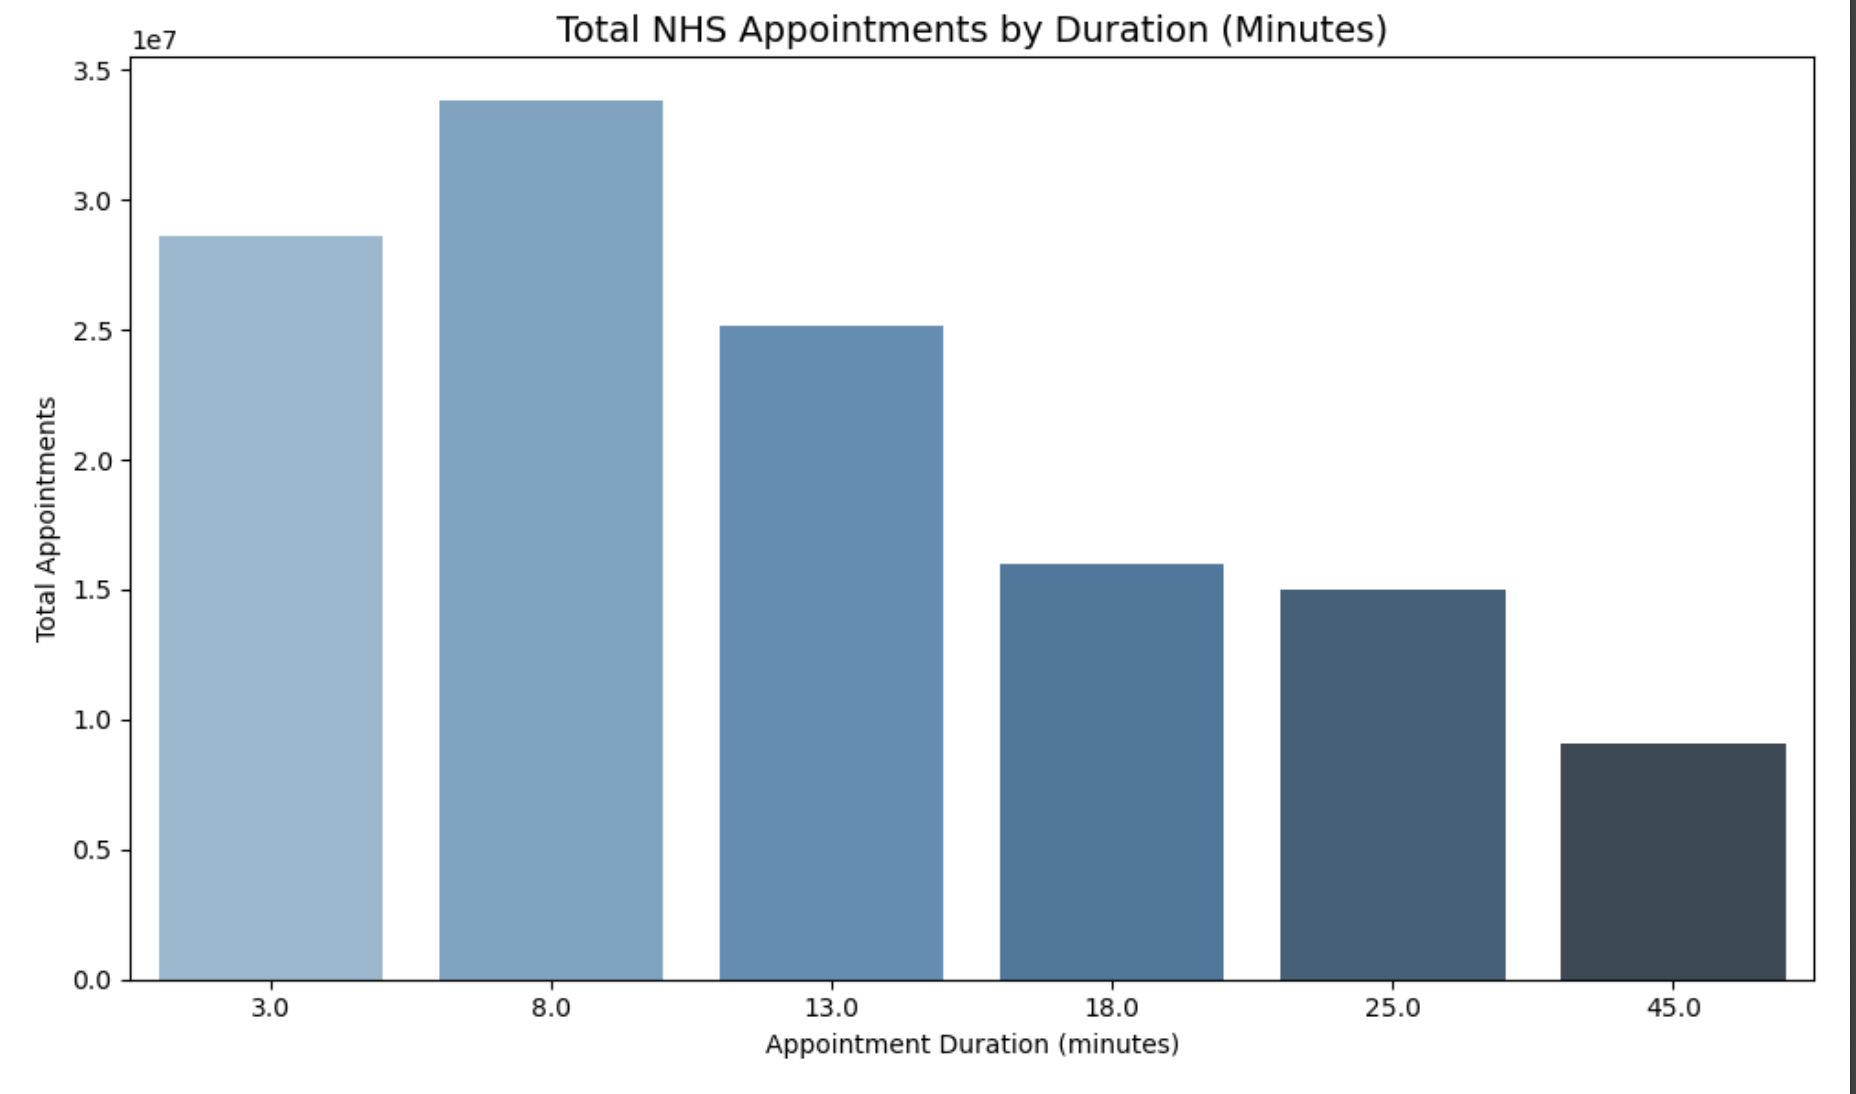 Total NHS Appointments by Duration (Minutes)
1e7
3.5
3.0
2.5
2.0
1.5
1.0
0.5
0.0
Total Appointments
3.0 8.0 13.0 18.0 25.0 45.0
Appointment Duration (minutes)